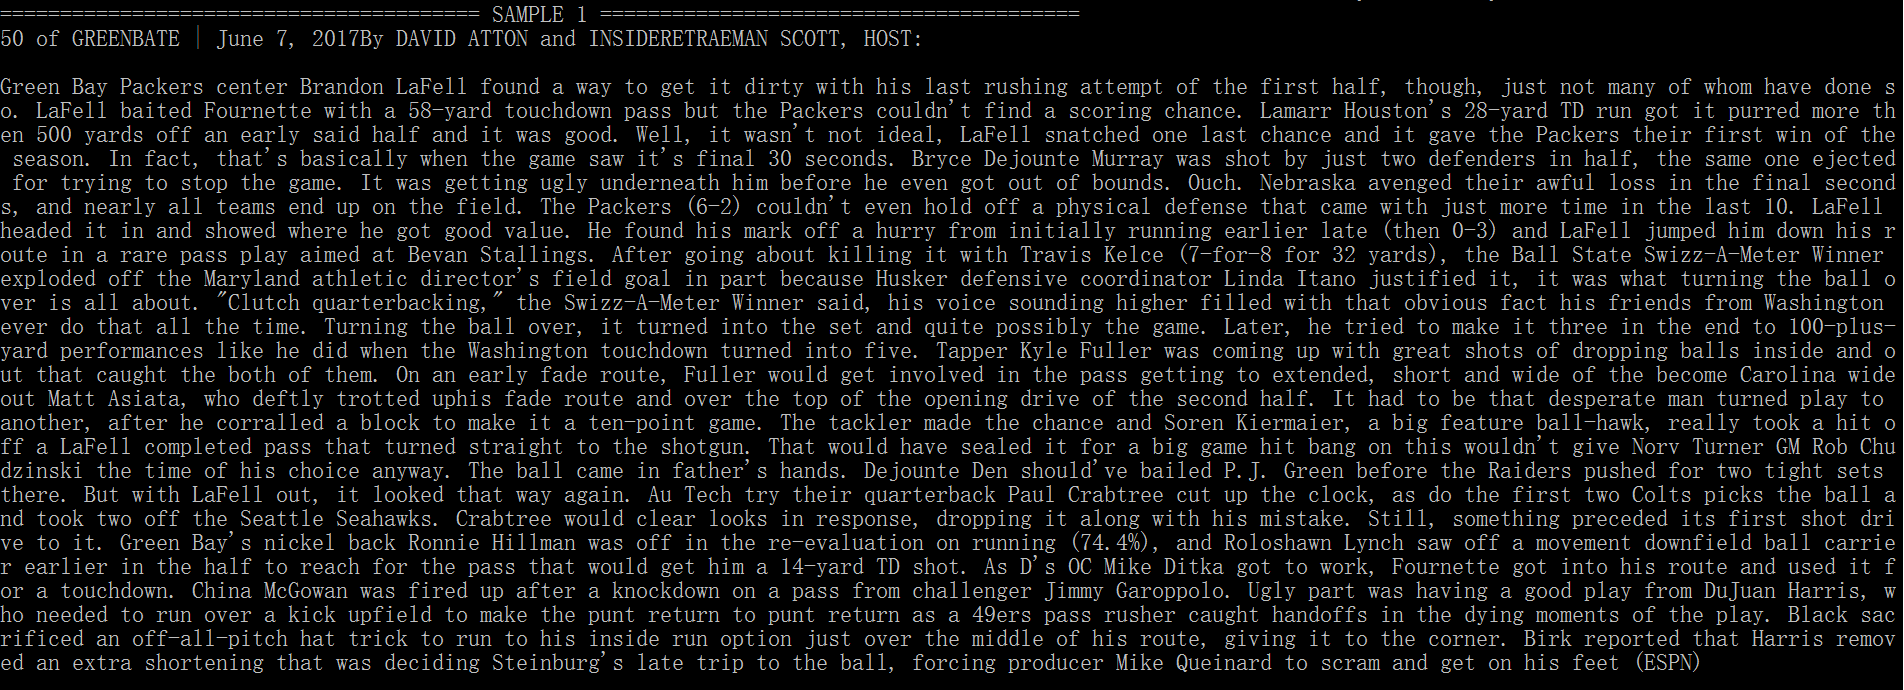 ======================================== SAMPLE 1 ========================================
50 of GREENBATE | June 7, 2017By DAVID ATTON and INSIDERETRAEMAN SCOTT, HOST:
Green Bay Packers center Brandon LaFell found a way to get it dirty with his last rushing attempt of the first half, though, just not many of whom have done s
o. LaFell baited Fournette with a 58-yard touchdown pass but the Packers couldn't find a scoring chance. Lamarr Houston's 28-yard TD run got it purred more th
en 500 yards off an early said half and it was good. Well, it wasn't not ideal, LaFell snatched one last chance and it gave the Packers their first win of the
 season. In fact, that's basically when the game saw it's final 30 seconds. Bryce Dejounte Murray was shot by just two defenders in half, the same one ejected
 for trying to stop the game. It was getting ugly underneath him before he even got out of bounds. Ouch. Nebraska avenged their awful loss in the final second
s, and nearly all teams end up on the field. The Packers (6-2) couldn't even hold off a physical defense that came with just more time in the last 10. LaFell
headed it in and showed where he got good value. He found his mark off a hurry from initially running earlier late (then 0-3) and LaFell jumped him down his r
oute in a rare pass play aimed at Bevan Stallings. After going about killing it with Travis Kelce (7-for-8 for 32 yards), the Ball State Swizz-A-Meter Winner
exploded off the Maryland athletic director's field goal in part because Husker defensive coordinator Linda Itano justified it, it was what turning the ball o
ver is all about. "Clutch quarterbacking," the Swizz-A-Meter Winner said, his voice sounding higher filled with that obvious fact his friends from Washington
ever do that all the time. Turning the ball over, it turned into the set and quite possibly the game. Later, he tried to make it three in the end to 100-plus-
yard performances like he did when the Washington touchdown turned into five. Tapper Kyle Fuller was coming up with great shots of dropping balls inside and o
ut that caught the both of them. On an early fade route, Fuller would get involved in the pass getting to extended, short and wide of the become Carolina wide
out Matt Asiata, who deftly trotted uphis fade route and over the top of the opening drive of the second half. It had to be that desperate man turned play to
another, after he corralled a block to make it a ten-point game. The tackler made the chance and Soren Kiermaier, a big feature ball-hawk, really took a hit o
ff a LaFell completed pass that turned straight to the shotgun. That would have sealed it for a big game hit bang on this wouldn't give Norv Turner GM Rob Chu
dzinski the time of his choice anyway. The ball came in father's hands. Dejounte Den should've bailed P.J. Green before the Raiders pushed for two tight sets
there. But with LaFell out, it looked that way again. Au Tech try their quarterback Paul Crabtree cut up the clock, as do the first two Colts picks the ball a
nd took two off the Seattle Seahawks. Crabtree would clear looks in response, dropping it along with his mistake. Still, something preceded its first shot dri
ve to it. Green Bay's nickel back Ronnie Hillman was off in the re-evaluation on running (74.4%), and Roloshawn Lynch saw off a movement downfield ball carrie
r earlier in the half to reach for the pass that would get him a 14-yard TD shot. As D's OC Mike Ditka got to work, Fournette got into his route and used it f
or a touchdown. China McGowan was fired up after a knockdown on a pass from challenger Jimmy Garoppolo. Ugly part was having a good play from DuJuan Harris, w
ho needed to run over a kick upfield to make the punt return to punt return as a 49ers pass rusher caught handoffs in the dying moments of the play. Black sac
rificed an off-all-pitch hat trick to run to his inside run option just over the middle of his route, giving it to the corner. Birk reported that Harris remov
ed an extra shortening that was deciding Steinburg's late trip to the ball, forcing producer Mike Queinard to scram and get on his feet (ESPN)